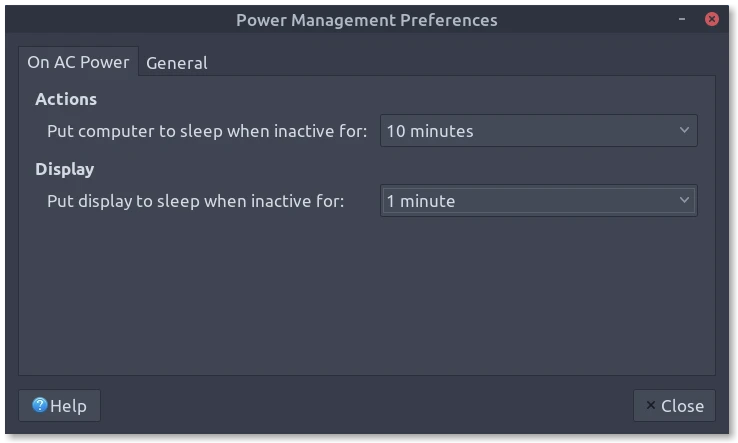 Power Management Preferences
On AC Power General
Actions
Put computer to sleep when inactive for: 10 minutes
Display
Put display to sleep when inactive for: 1 minute
Help Close